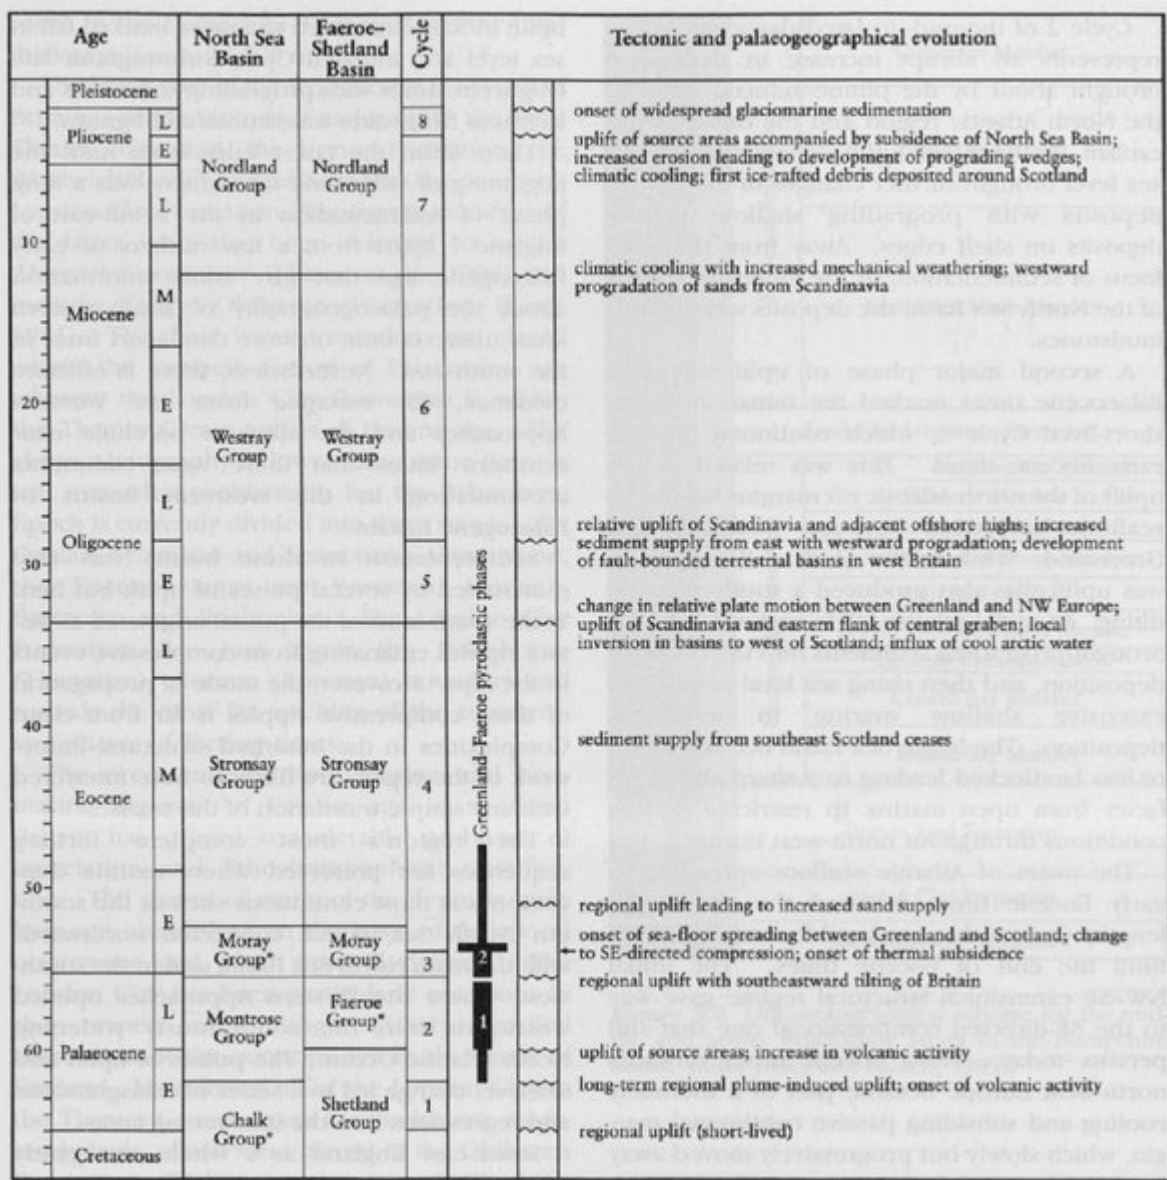 Age
North Sea
Basin
Faeroe-
Shetland
Basin
Cycle
Tectonic and palaeogeographical evolution
Pleistocene
onset of widespread glaciomarine sedimentation
L
8
Pliocene
E
uplift of source areas accompanied by subsidence of North Sea Basin;
increased erosion leading to development of prograding wedges;
climatic cooling; first ice-rafted debris deposited around Scotland
Nordland
Group
Nordland
Group
L
7
10
climatic cooling with increased mechanical weathering; westward
progradation of sands from Scandinavia
M
Miocene
20
E
6
Westray
Group
Westray
Group
L
Oligocene
relative uplift of Scandinavia and adjacent offshore highs; increased
sediment supply from east with westward progradation; development
of fault-bounded terrestrial basins in west Britain
30
E
5
change in relative plate motion between Greenland and NW Europe;
uplift of Scandinavia and eastern flank of central graben; local
inversion in basins to west of Scotland; influx of cool arctic water
L
Greenland–Faeroe pyroclastic phases
40
sediment supply from southeast Scotland ceases
M
Stronsay
Group*
Stronsay
Group
4
Eocene
50
regional uplift leading to increased sand supply
E
onset of sea-floor spreading between Greenland and Scotland; change
to SE-directed compression; onset of thermal subsidence
Moray
Group*
Moray
Group
3
2
regional uplift with southeastward tilting of Britain
L
Montrose
Group*
Faeroe
Group*
2
1
60
Palaeocene
uplift of source areas; increase in volcanic activity
long-term regional plume-induced uplift; onset of volcanic activity
E
Chalk
Group*
Shetland
Group
1
regional uplift (short-lived)
Cretaceous